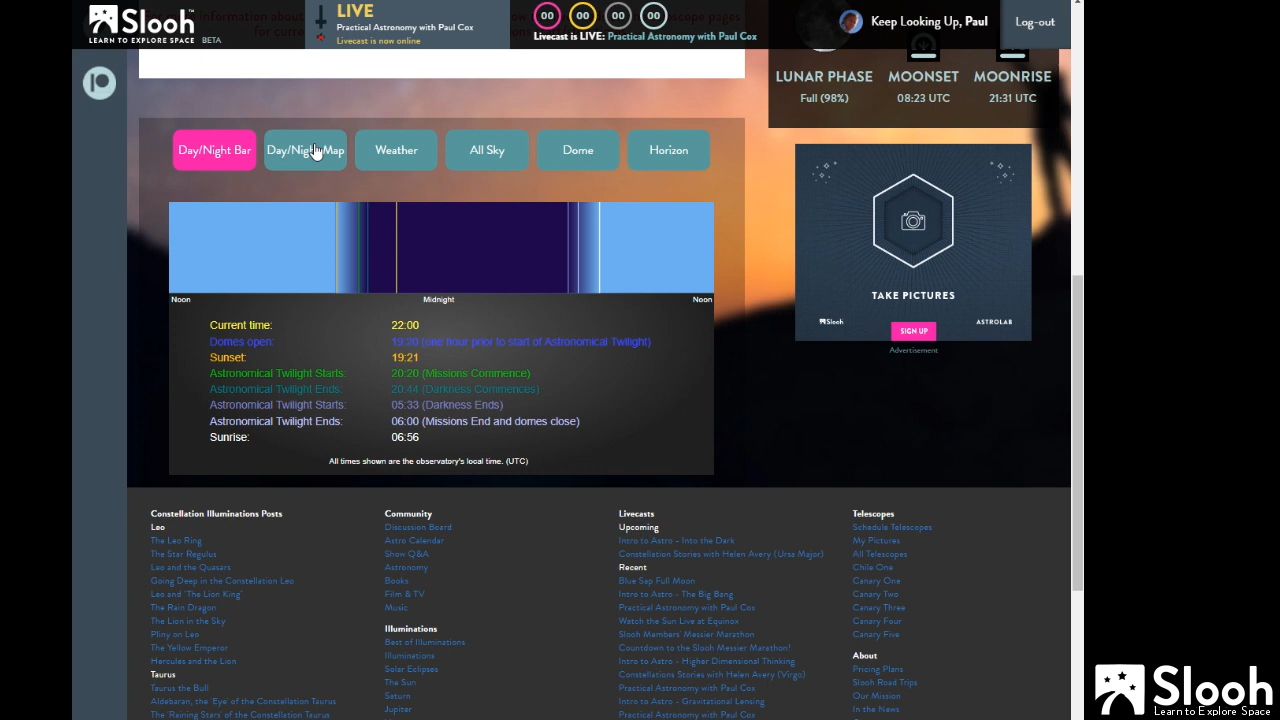 Slooh
LEARN TO EXPLORE SPACE BETA
LIVE
Practical Astronomy with Paul Cox
Livecast is now online
00 00 00 00
Livecast is LIVE: Practical Astronomy with Paul Cox
Keep Looking Up, Paul
Log-out
LUNAR PHASE MOONSET MOONRISE
Full (98%) 08:23 UTC 21:31 UTC
Day/Night Bar Day/Night Map Weather All Sky Dome Horizon
Noon Midnight Noon
Current time: 22:00
Domes open: 19:20 (one hour prior to start of Astronomical Twilight)
Sunset: 19:21
Astronomical Twilight Starts: 20:20 (Missions Commence)
Astronomical Twilight Ends: 20:44 (Darkness Commences)
Astronomical Twilight Starts: 05:33 (Darkness Ends)
Astronomical Twilight Ends: 06:00 (Missions End and domes close)
Sunrise: 06:56
All times shown are the observatory's local time. (UTC)
TAKE PICTURES
Slooh SIGN UP ASTROLAB
Advertisement
Constellation Illuminations Posts
Leo
The Leo Ring
The Star Regulus
Leo and the Quasars
Going Deep in the Constellation Leo
Leo and "The Lion King"
The Rain Dragon
The Lion in the Sky
Pliny on Leo
The Yellow Emperor
Hercules and the Lion
Taurus
Taurus the Bull
Aldebaran, the 'Eye' of the Constellation Taurus
The 'Raining Stars' of the Constellation Taurus
Community
Discussion Board
Astro Calendar
Show Q&A
Astronomy
Books
Film & TV
Music
Illuminations
Best of Illuminations
Illuminations
Solar Eclipses
The Sun
Saturn
Jupiter
Livecasts
Upcoming
Intro to Astro - Into the Dark
Constellation Stories with Helen Avery (Ursa Major)
Recent
Blue Sap Full Moon
Intro to Astro - The Big Bang
Practical Astronomy with Paul Cox
Watch the Sun Live at Equinox
Slooh Members' Messier Marathon
Countdown to the Slooh Messier Marathon!
Intro to Astro - Higher Dimensional Thinking
Constellations Stories with Helen Avery (Virgo)
Practical Astronomy with Paul Cox
Intro to Astro - Gravitational Lensing
Practical Astronomy with Paul Cox
Telescopes
Schedule Telescopes
My Pictures
All Telescopes
Chile One
Canary One
Canary Two
Canary Three
Canary Four
Canary Five
About
Pricing Plans
Slooh Road Trips
Our Mission
In the News
Slooh
Learn to Explore Space